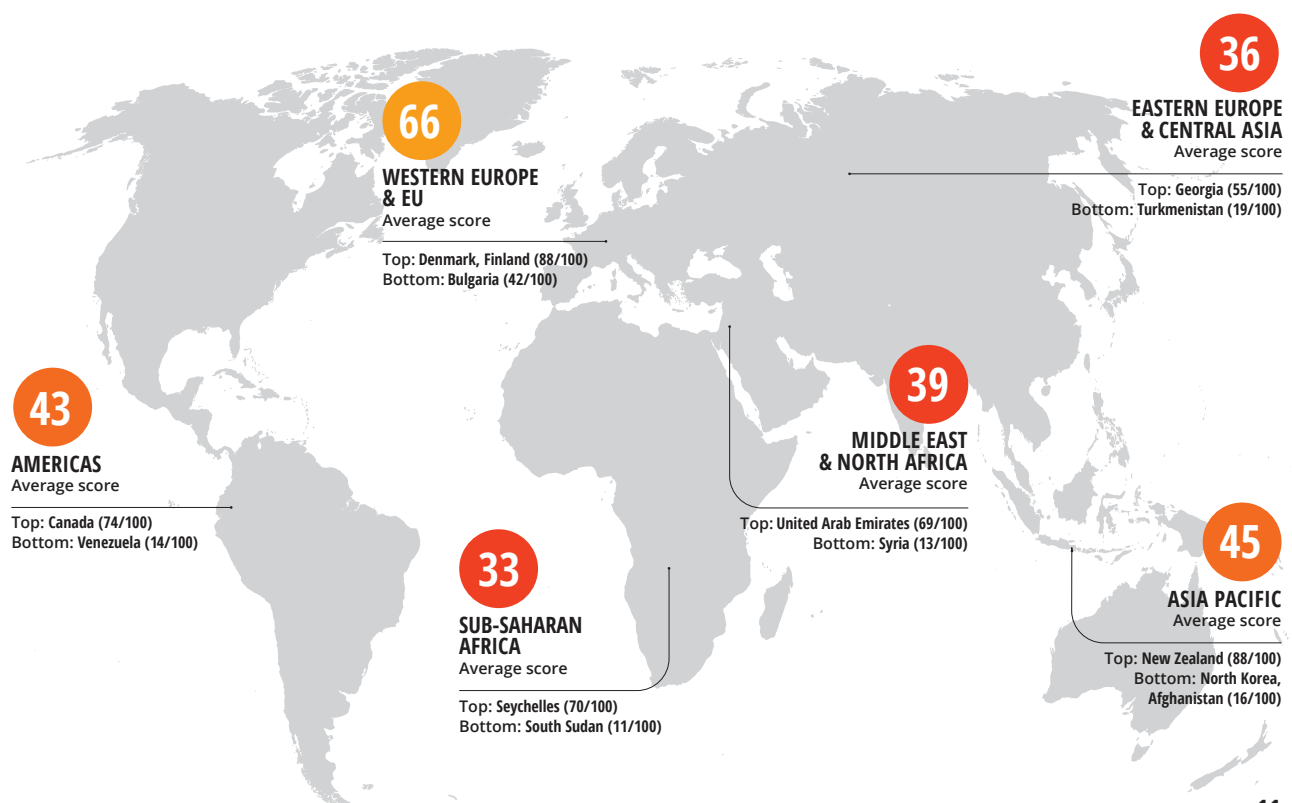 36
EASTERN EUROPE
& CENTRAL ASIA
Average score
Top: Georgia (55/100)
Bottom: Turkmenistan (19/100)
66
WESTERN EUROPE
& EU
Average score
Top: Denmark, Finland (88/100)
Bottom: Bulgaria (42/100)
43
AMERICAS
Average score
Top: Canada (74/100)
Bottom: Venezuela (14/100)
39
MIDDLE EAST
& NORTH AFRICA
Average score
Top: United Arab Emirates (69/100)
Bottom: Syria (13/100)
33
SUB-SAHARAN
AFRICA
Average score
Top: Seychelles (70/100)
Bottom: South Sudan (11/100)
45
ASIA PACIFIC
Average score
Top: New Zealand (88/100)
Bottom: North Korea,
Afghanistan (16/100)